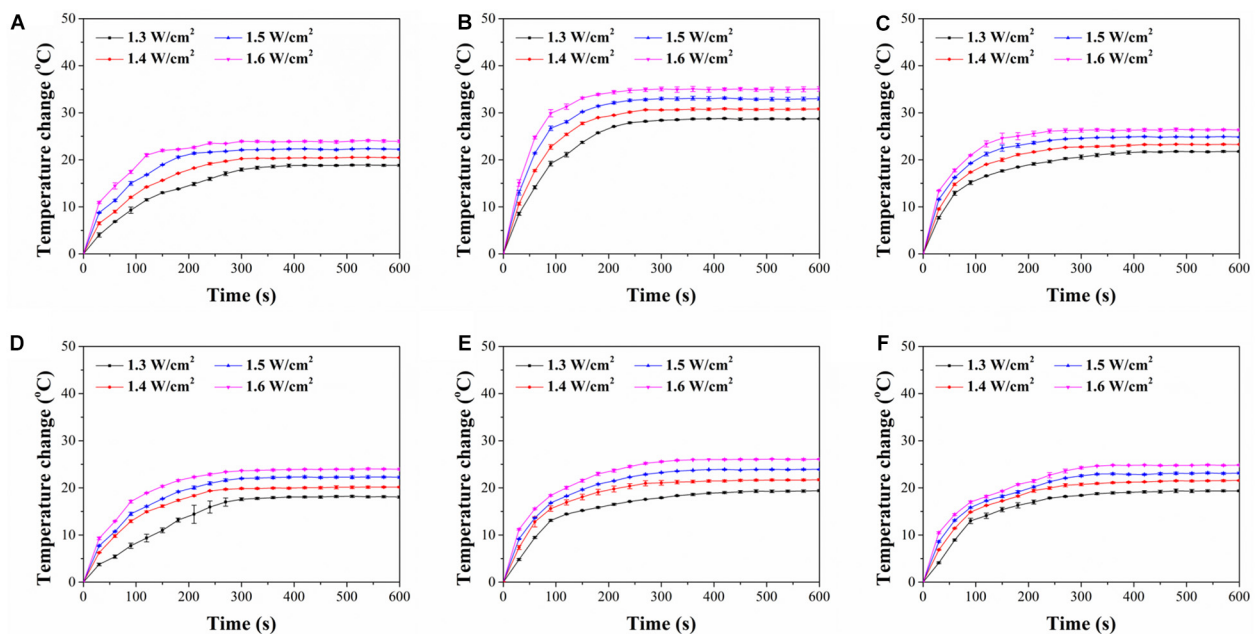 A
50
40
30
20
10
0
Temperature change (°C)
1.3 W/cm² 1.5 W/cm²
1.4 W/cm² 1.6 W/cm²
0 100 200 300 400 500 600
Time (s)
B
50
40
30
20
10
0
Temperature change (°C)
1.3 W/cm² 1.5 W/cm²
1.4 W/cm² 1.6 W/cm²
0 100 200 300 400 500 600
Time (s)
C
50
40
30
20
10
0
Temperature change (°C)
1.3 W/cm² 1.5 W/cm²
1.4 W/cm² 1.6 W/cm²
0 100 200 300 400 500 600
Time (s)
D
50
40
30
20
10
0
Temperature change (°C)
1.3 W/cm² 1.5 W/cm²
1.4 W/cm² 1.6 W/cm²
0 100 200 300 400 500 600
Time (s)
E
50
40
30
20
10
0
Temperature change (°C)
1.3 W/cm² 1.5 W/cm²
1.4 W/cm² 1.6 W/cm²
0 100 200 300 400 500 600
Time (s)
F
50
40
30
20
10
0
Temperature change (°C)
1.3 W/cm² 1.5 W/cm²
1.4 W/cm² 1.6 W/cm²
0 100 200 300 400 500 600
Time (s)